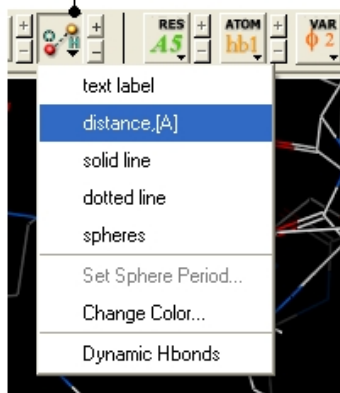 H RES A5 ATOM hb1 VAR ϕ 2
text label
distance,[A]
solid line
dotted line
spheres
Set Sphere Period...
Change Color...
Dynamic Hbonds